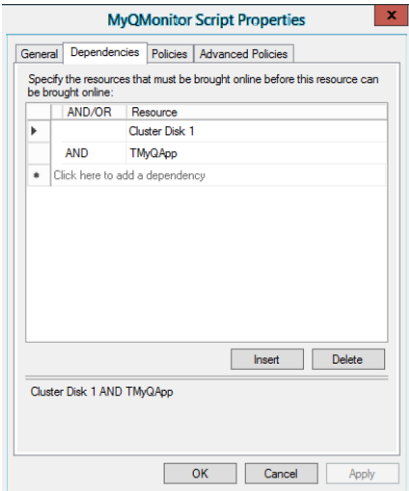 MyQMonitor Script Properties
x
General Dependencies Policies Advanced Policies
Specify the resources that must be brought online before this resource can
be brought online:
AND/OR Resource
Cluster Disk 1
AND TMyQApp
* Click here to add a dependency
Insert Delete
Cluster Disk 1 AND TMyQApp
OK Cancel Apply